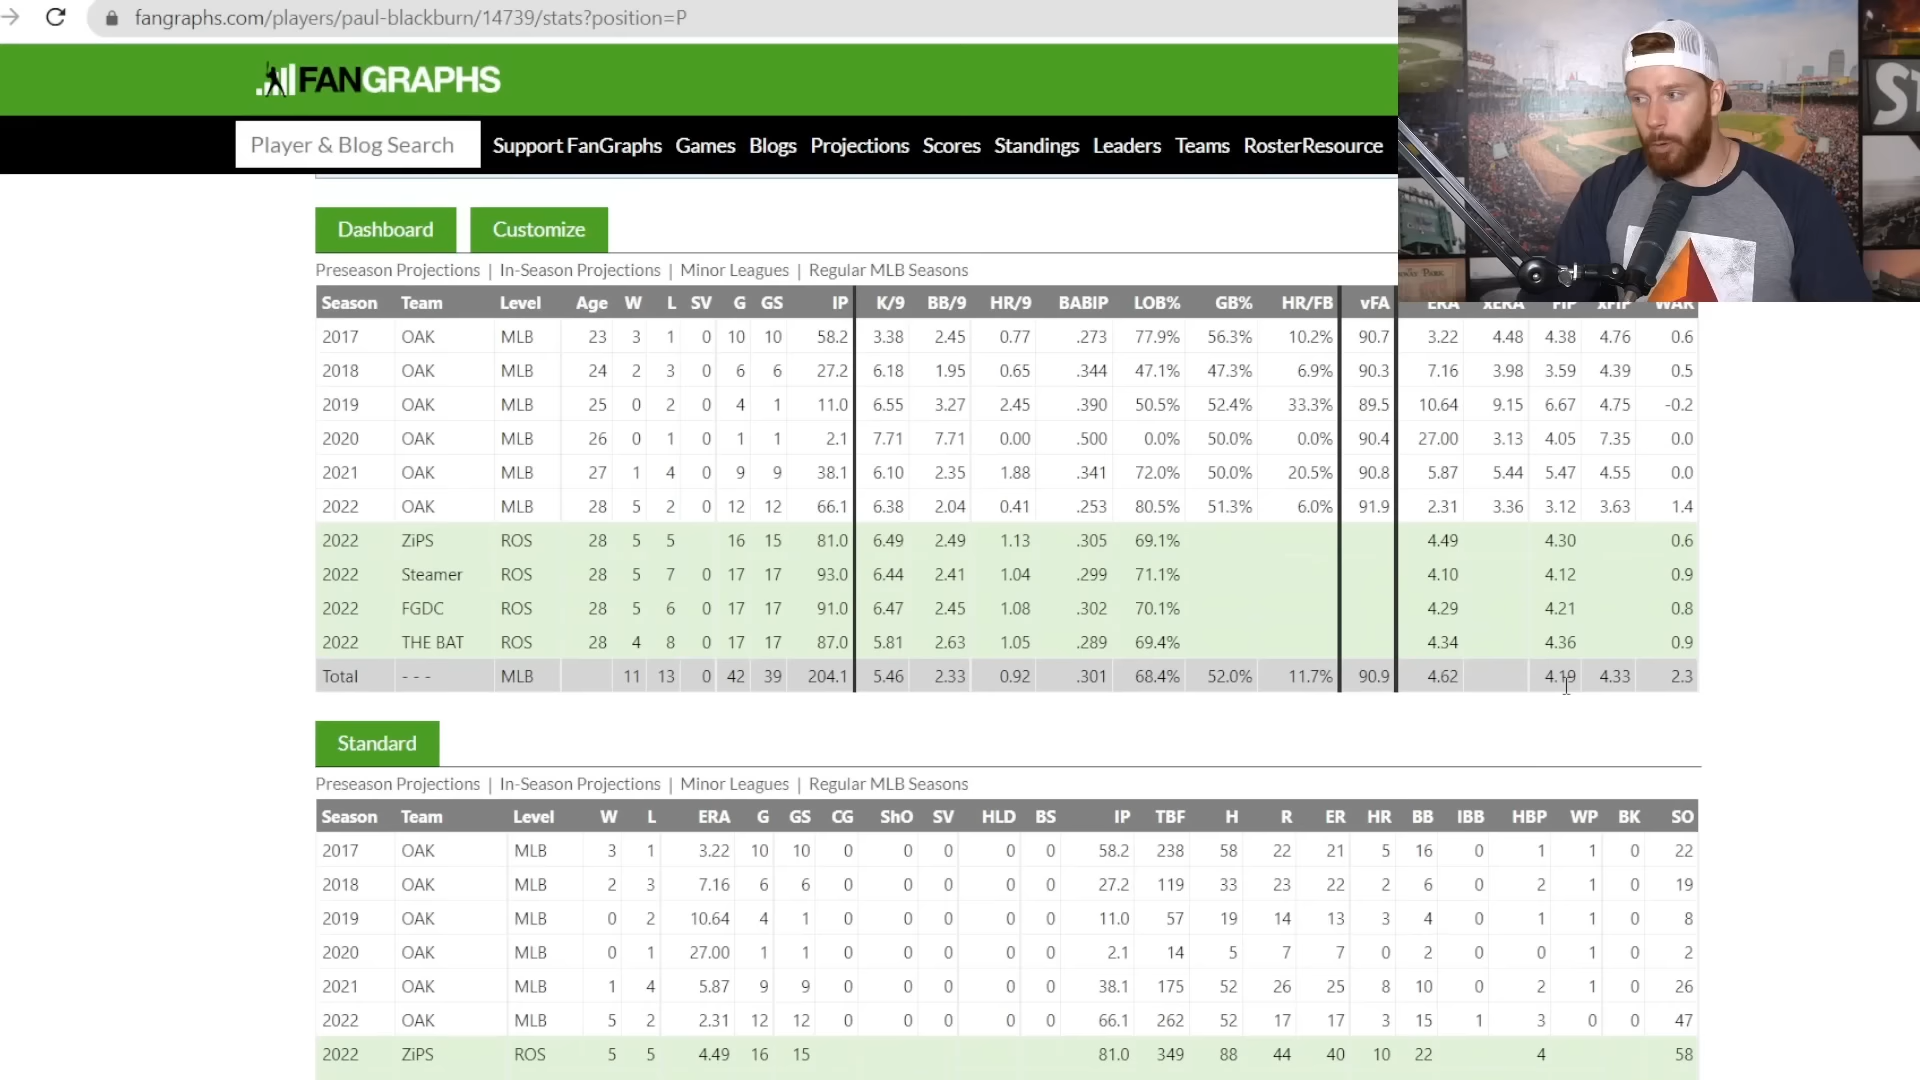 fangraphs.com/players/paul-blackburn/14739/stats?position=P
FANGRAPHS
Player & Blog Search Support FanGraphs Games Blogs Projections Scores Standings Leaders Teams RosterResource
Dashboard Customize
Preseason Projections | In-Season Projections | Minor Leagues | Regular MLB Seasons
Season Team Level Age W L SV G GS IP K/9 BB/9 HR/9 BABIP LOB% GB% HR/FB vFA ERA xERA FIP xFIP WAR
2017 OAK MLB 23 3 1 0 10 10 58.2 3.38 2.45 0.77 .273 77.9% 56.3% 10.2% 90.7 3.22 4.48 4.38 4.76 0.6
2018 OAK MLB 24 2 3 0 6 6 27.2 6.18 1.95 0.65 .344 47.1% 47.3% 6.9% 90.3 7.16 3.98 3.59 4.39 0.5
2019 OAK MLB 25 0 2 0 4 1 11.0 6.55 3.27 2.45 .390 50.5% 52.4% 33.3% 89.5 10.64 9.15 6.67 4.75 -0.2
2020 OAK MLB 26 0 1 0 1 1 2.1 7.71 7.71 0.00 .500 0.0% 50.0% 0.0% 90.4 27.00 3.13 4.05 7.35 0.0
2021 OAK MLB 27 1 4 0 9 9 38.1 6.10 2.35 1.88 .341 72.0% 50.0% 20.5% 90.8 5.87 5.44 5.47 4.55 0.0
2022 OAK MLB 28 5 2 0 12 12 66.1 6.38 2.04 0.41 .253 80.5% 51.3% 6.0% 91.9 2.31 3.36 3.12 3.63 1.4
2022 ZiPS ROS 28 5 5 16 15 81.0 6.49 2.49 1.13 .305 69.1% 4.49 4.30 0.6
2022 Steamer ROS 28 5 7 0 17 17 93.0 6.44 2.41 1.04 .299 71.1% 4.10 4.12 0.9
2022 FGDC ROS 28 5 6 0 17 17 91.0 6.47 2.45 1.08 .302 70.1% 4.29 4.21 0.8
2022 THE BAT ROS 28 4 8 0 17 17 87.0 5.81 2.63 1.05 .289 69.4% 4.34 4.36 0.9
Total - - - MLB 11 13 0 42 39 204.1 5.46 2.33 0.92 .301 68.4% 52.0% 11.7% 90.9 4.62 4.19 4.33 2.3
Standard
Preseason Projections | In-Season Projections | Minor Leagues | Regular MLB Seasons
Season Team Level W L ERA G GS CG ShO SV HLD BS IP TBF H R ER HR BB IBB HBP WP BK SO
2017 OAK MLB 3 1 3.22 10 10 0 0 0 0 0 58.2 238 58 22 21 5 16 0 1 1 0 22
2018 OAK MLB 2 3 7.16 6 6 0 0 0 0 0 27.2 119 33 23 22 2 6 0 2 1 0 19
2019 OAK MLB 0 2 10.64 4 1 0 0 0 0 0 11.0 57 19 14 13 3 4 0 1 1 0 8
2020 OAK MLB 0 1 27.00 1 1 0 0 0 0 0 2.1 14 5 7 7 0 2 0 0 1 0 2
2021 OAK MLB 1 4 5.87 9 9 0 0 0 0 0 38.1 175 52 26 25 8 10 0 2 1 0 26
2022 OAK MLB 5 2 2.31 12 12 0 0 0 0 0 66.1 262 52 17 17 3 15 1 3 0 0 47
2022 ZiPS ROS 5 5 4.49 16 15 81.0 349 88 44 40 10 22 4 58